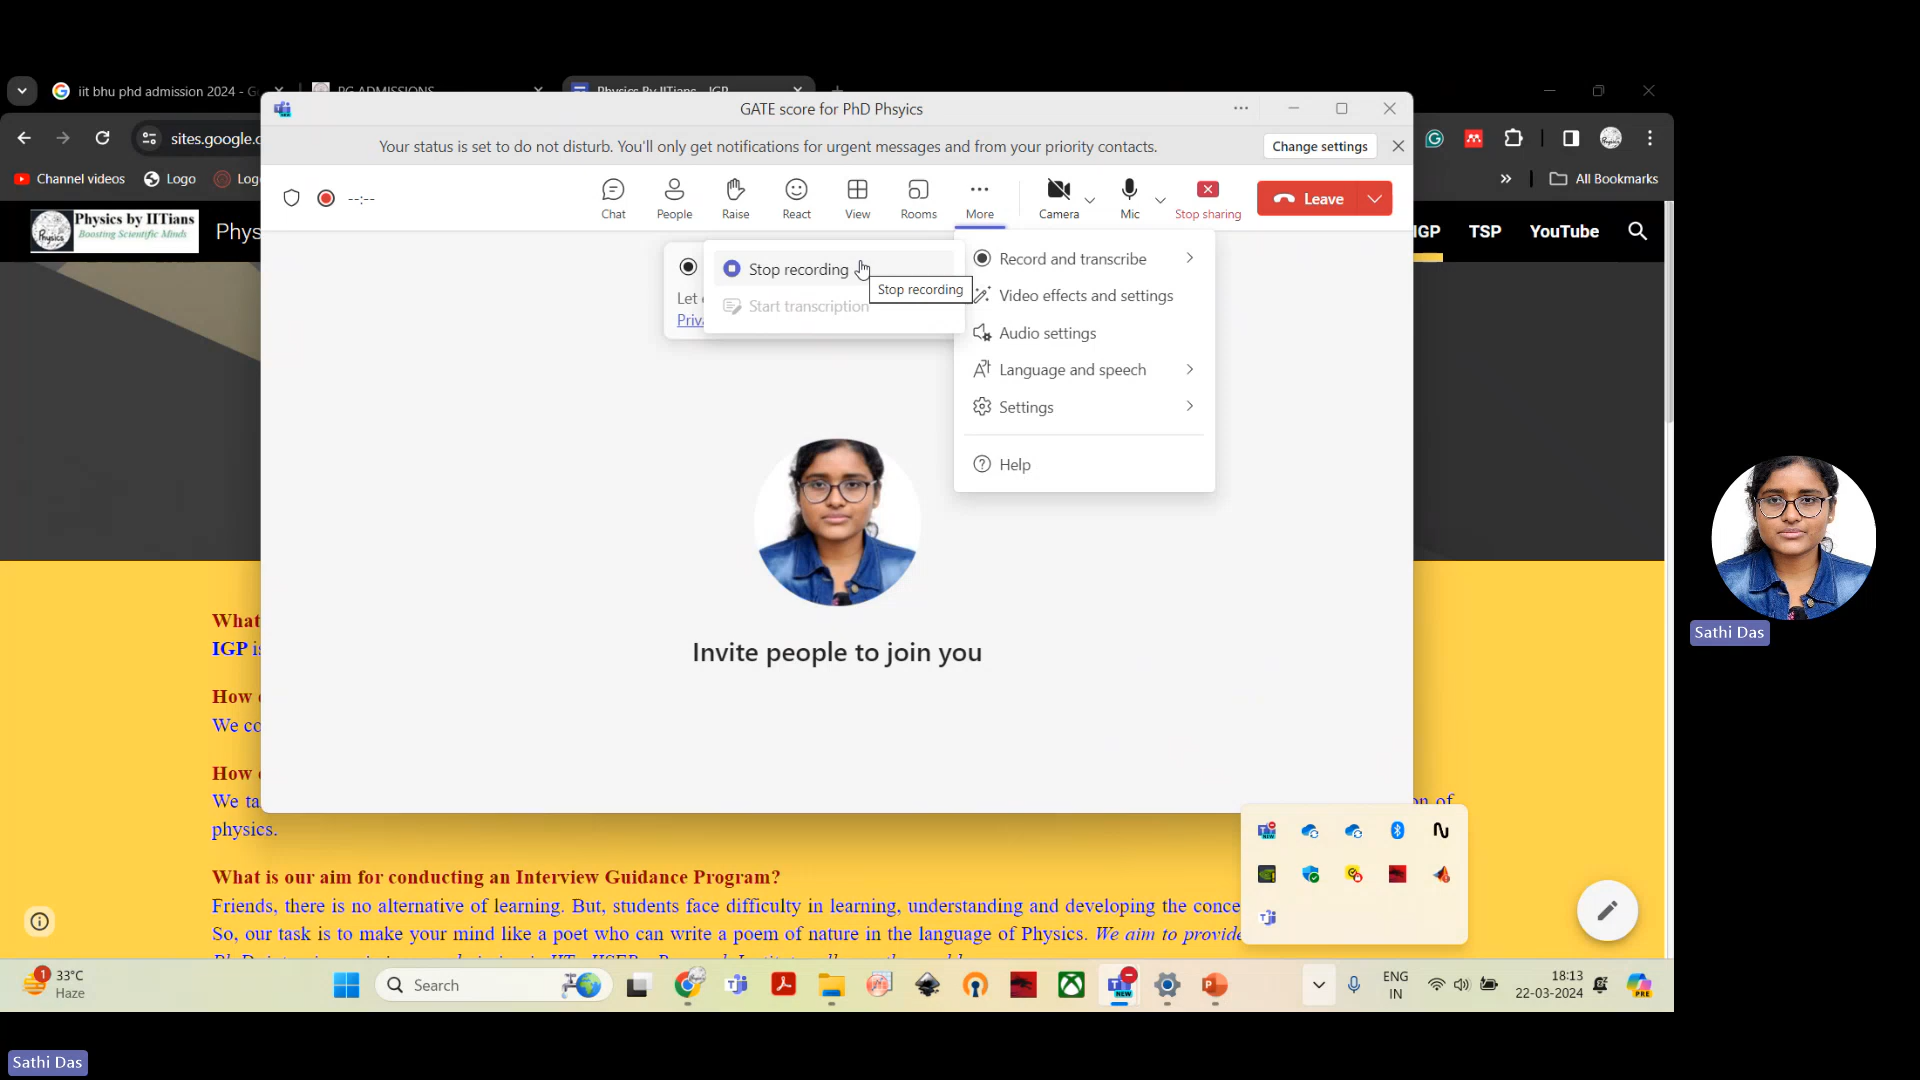 iit bhu phd admission 2024 - G
PG ADMISSIONS
Physics By IITians - IGP
sites.google.c
Channel videos
Logo
Log
All Bookmarks
Physics by IITians
Boosting Scientific Minds
Phys
IGP
TSP
YouTube
GATE score for PhD Phsyics
Your status is set to do not disturb. You'll only get notifications for urgent messages and from your priority contacts.
Change settings
--:--
Chat
People
Raise
React
View
Rooms
More
Camera
Mic
Stop sharing
Leave
Stop recording
Start transcription
Stop recording
Let
Priv
Record and transcribe
Video effects and settings
Audio settings
Language and speech
Settings
Help
Invite people to join you
Sathi Das
What
IGP is
How
We co
How
We ta
on of
physics.
What is our aim for conducting an Interview Guidance Program?
Friends, there is no alternative of learning. But, students face difficulty in learning, understanding and developing the conce
So, our task is to make your mind like a poet who can write a poem of nature in the language of Physics. We aim to provide
1
33°C
Haze
Search
NEW
ENG
IN
18:13
22-03-2024
PRE
Sathi Das